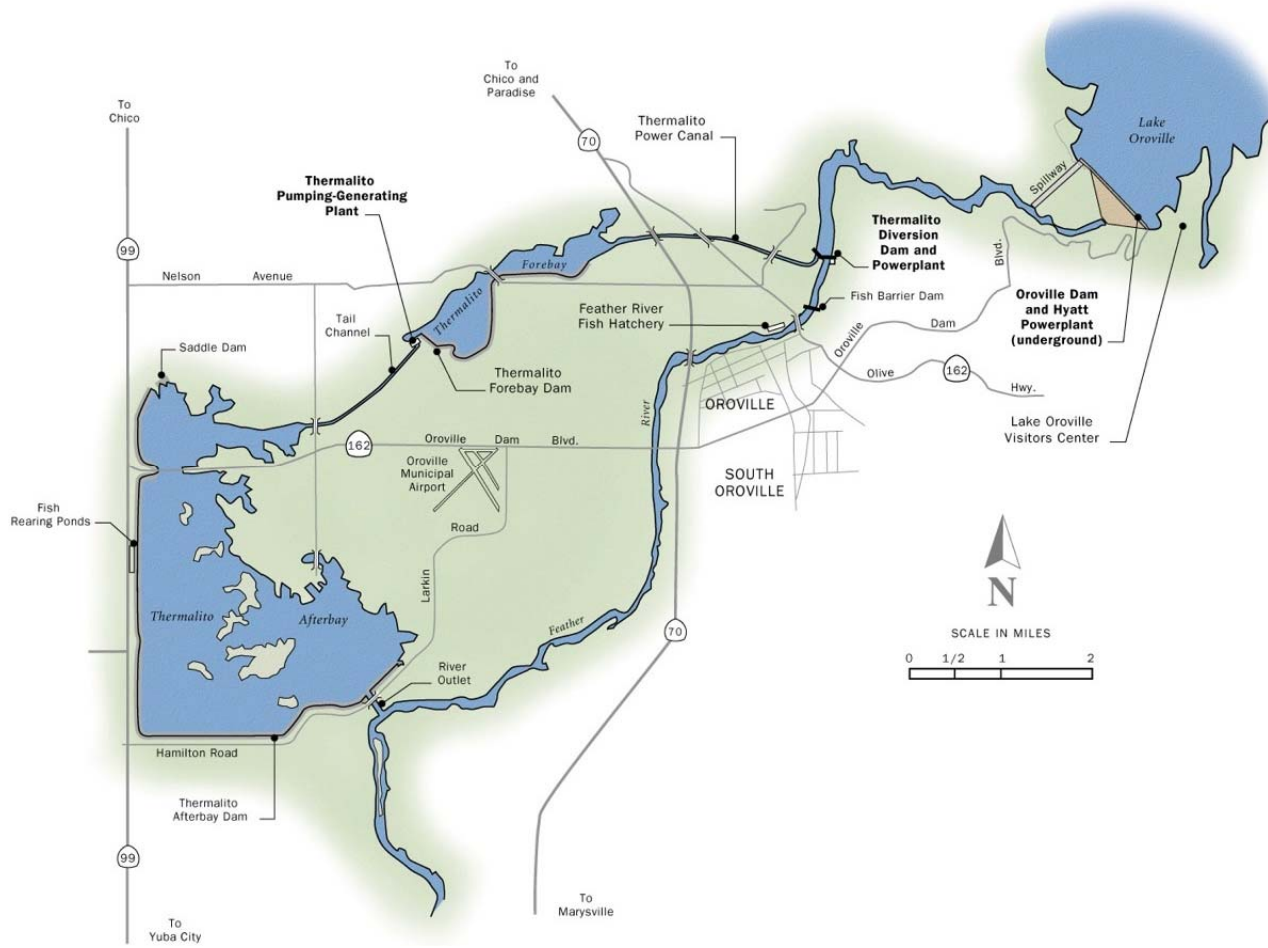 To
Chico
To
Chico and
Paradise
70
Thermalito
Power Canal
Lake
Oroville
Spillway
Thermalito
Pumping-Generating
Plant
99
Nelson Avenue
Forebay
Thermalito
Thermalito
Diversion
Dam and
Powerplant
Blvd.
Fish Barrier Dam
Feather River
Fish Hatchery
Oroville Dam
and Hyatt
Powerplant
(underground)
Tail
Channel
Saddle Dam
Thermalito
Forebay Dam
Oroville
Dam
Olive
162
Hwy.
OROVILLE
River
Lake Oroville
Visitors Center
162
Oroville Dam Blvd.
Oroville
Municipal
Airport
SOUTH
OROVILLE
Fish
Rearing Ponds
Road
Larkin
N
Thermalito Afterbay
Feather
70
SCALE IN MILES
0 1/2 1 2
River
Outlet
Hamilton Road
Thermalito
Afterbay Dam
99
To
Marysville
To
Yuba City